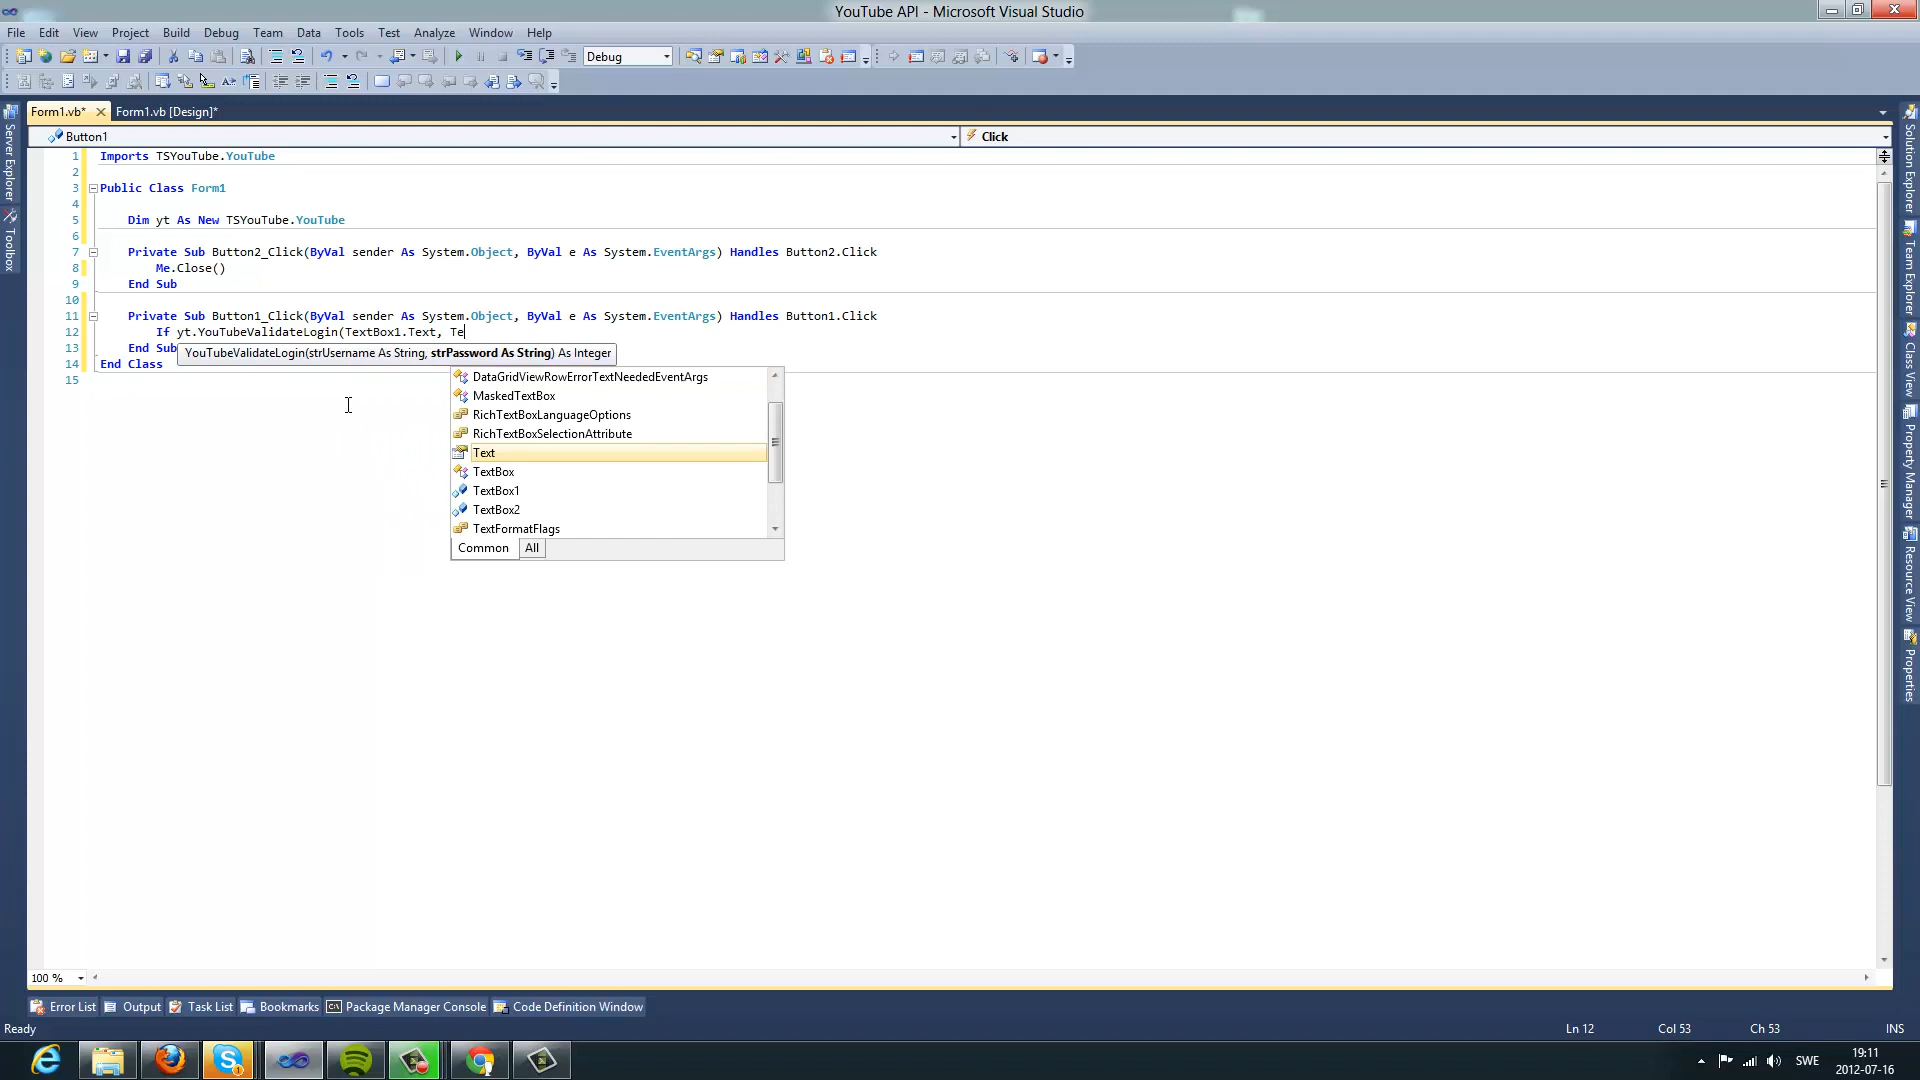 YouTube API - Microsoft Visual Studio
File Edit View Project Build Debug Team Data Tools Test Analyze Window Help
Debug
Form1.vb* Form1.vb [Design]*
Button1 Click
1 Imports TSYouTube.YouTube
2
3 Public Class Form1
4
5 Dim yt As New TSYouTube.YouTube
6
7 Private Sub Button2_Click(ByVal sender As System.Object, ByVal e As System.EventArgs) Handles Button2.Click
8 Me.Close()
9 End Sub
10
11 Private Sub Button1_Click(ByVal sender As System.Object, ByVal e As System.EventArgs) Handles Button1.Click
12 If yt.YouTubeValidateLogin(TextBox1.Text, Te
13 End Sub
YouTubeValidateLogin(strUsername As String, strPassword As String) As Integer
14 End Class
15
DataGridViewRowErrorTextNeededEventArgs
MaskedTextBox
RichTextBoxLanguageOptions
RichTextBoxSelectionAttribute
Text
TextBox
TextBox1
TextBox2
TextFormatFlags
Common All
Server Explorer
Toolbox
Solution Explorer
Team Explorer
Class View
Property Manager
Resource View
Properties
100 %
Error List Output Task List Bookmarks Package Manager Console Code Definition Window
Ready Ln 12 Col 53 Ch 53 INS
SWE
19:11
2012-07-16